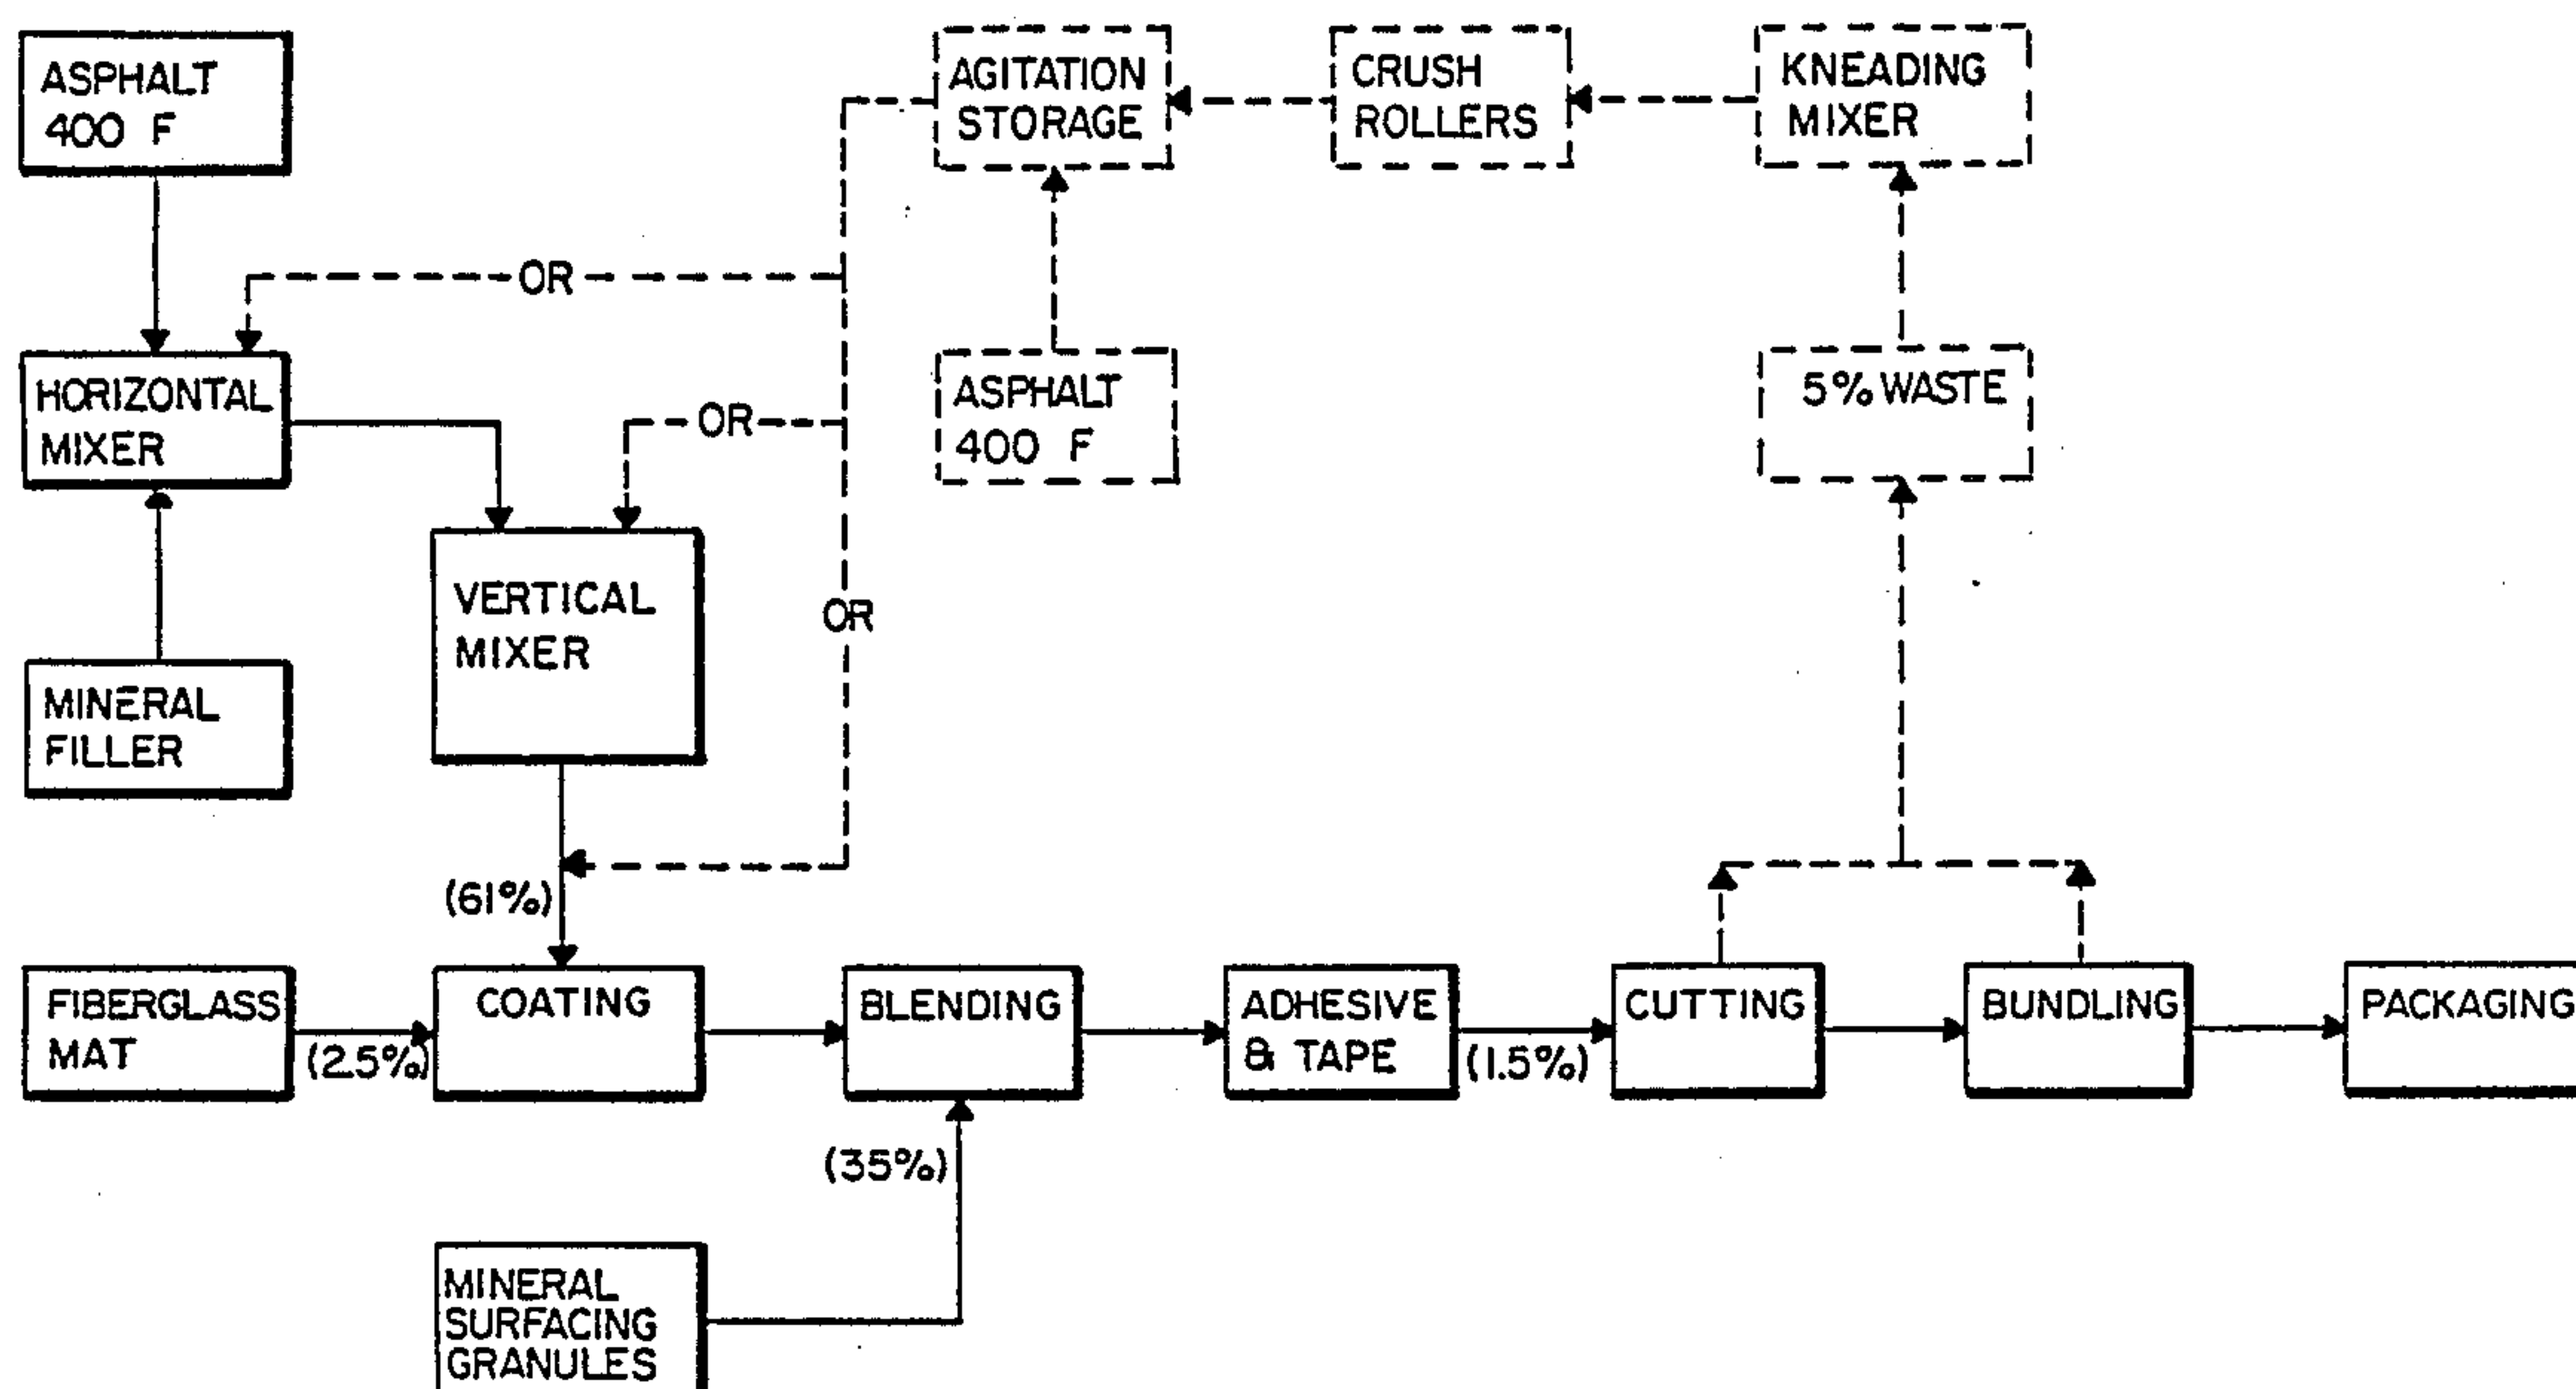 ASPHALT
400 F
AGITATION
STORAGE
CRUSH
ROLLERS
KNEADING
MIXER
OR
HORIZONTAL
MIXER
OR
ASPHALT
400 F
5% WASTE
VERTICAL
MIXER
OR
MINERAL
FILLER
(61%)
FIBERGLASS
MAT
(2.5%)
COATING
BLENDING
ADHESIVE
& TAPE
(1.5%)
CUTTING
BUNDLING
PACKAGING
(35%)
MINERAL
SURFACING
GRANULES